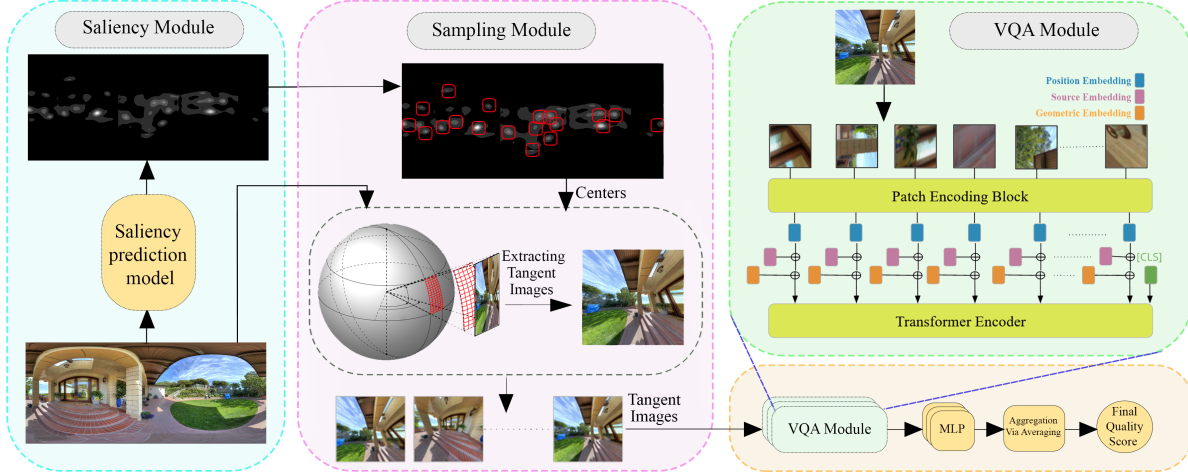 Saliency Module
Saliency
prediction
model
Sampling Module
Centers
Extracting
Tangent
Images
Tangent
Images
VQA Module
Position Embedding
Source Embedding
Geometric Embedding
Patch Encoding Block
[CLS]
Transformer Encoder
VQA Module
MLP
Aggregation
Via Averaging
Final
Quality
Score